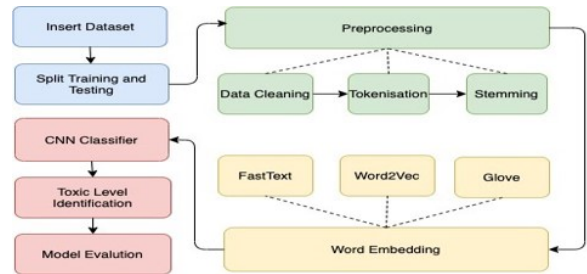 Insert Dataset
Split Training and
Testing
Preprocessing
Data Cleaning
Tokenisation
Stemming
CNN Classifier
Toxic Level
Identification
Model Evalution
FastText
Word2Vec
Glove
Word Embedding